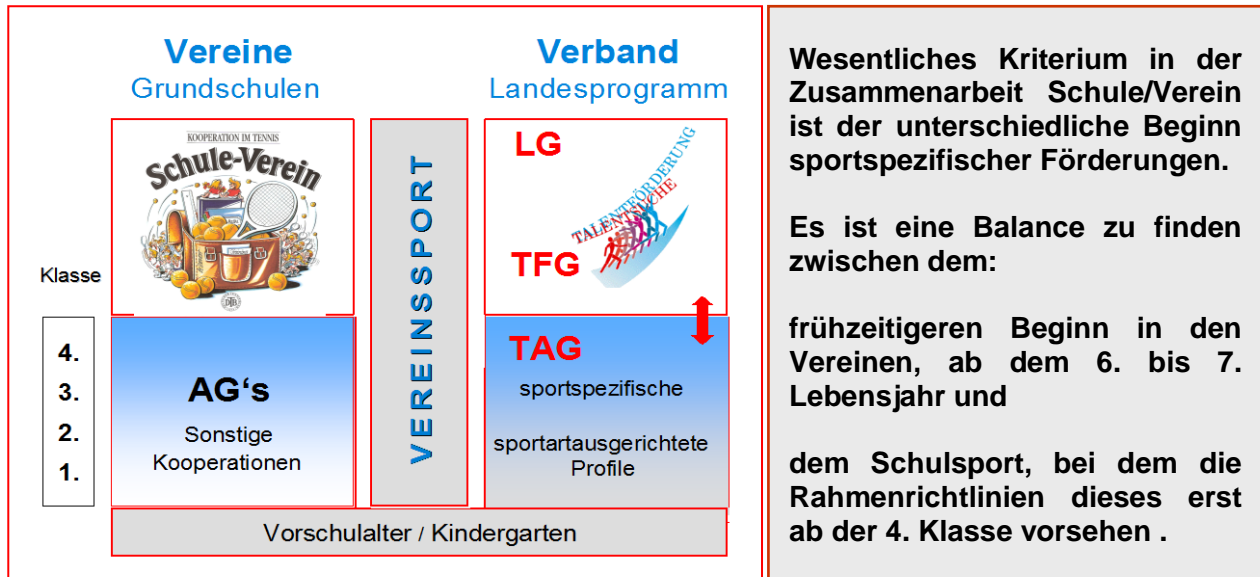 Vereine
Grundschulen
Verband
Landesprogramm
KOOPERATION IM TENNIS
Schule-Verein
DTB
VEREINSSPORT
LG
TALENTFÖRDERUNG
TALENTSUCHE
TFG
Klasse
4.
3.
2.
1.
AG's
Sonstige
Kooperationen
TAG
sportspezifische
sportartausgerichtete
Profile
Vorschulalter / Kindergarten
Wesentliches Kriterium in der
Zusammenarbeit Schule/Verein
ist der unterschiedliche Beginn
sportspezifischer Förderungen.
Es ist eine Balance zu finden
zwischen dem:
frühzeitigeren Beginn in den
Vereinen, ab dem 6. bis 7.
Lebensjahr und
dem Schulsport, bei dem die
Rahmenrichtlinien dieses erst
ab der 4. Klasse vorsehen .